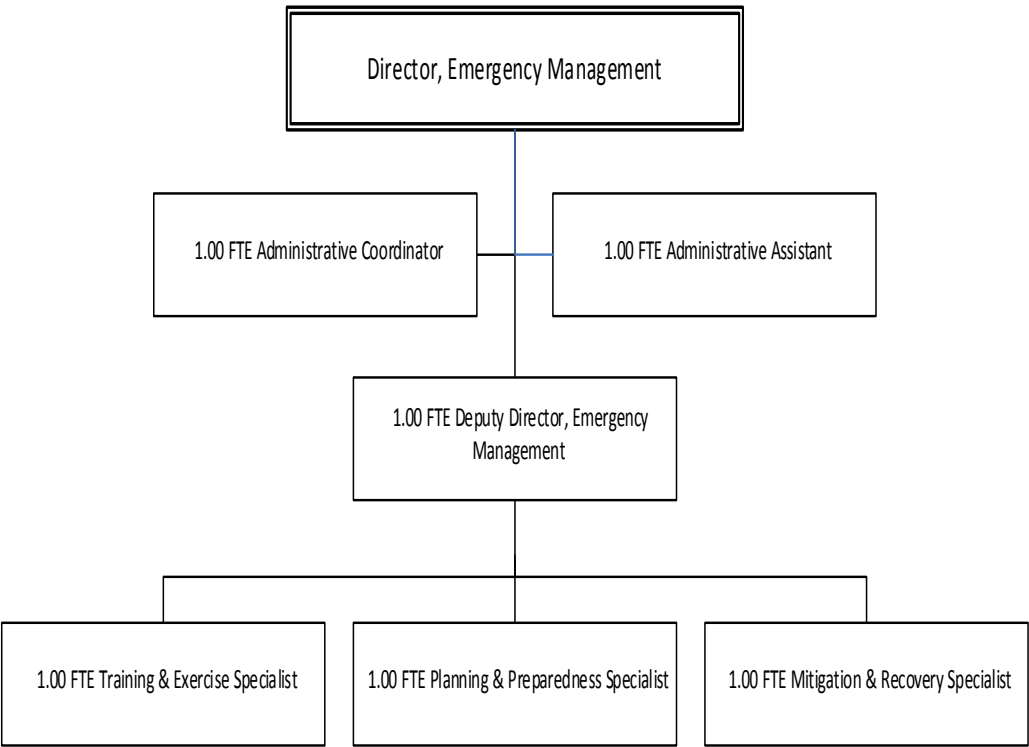 Director, Emergency Management
1.00 FTE Administrative Coordinator
1.00 FTE Administrative Assistant
1.00 FTE Deputy Director, Emergency
Management
1.00 FTE Training & Exercise Specialist
1.00 FTE Planning & Preparedness Specialist
1.00 FTE Mitigation & Recovery Specialist